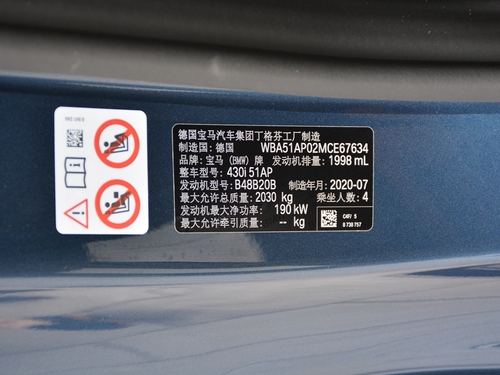 德国宝马汽车集团丁格芬工厂制造
制造国: 德国 WBA51AP02MCE67634
品牌: 宝马 (BMW) 牌 发动机排量: 1998 mL
整车型号: 430i 51AP
发动机型号: B48B20B 制造年月: 2020-07
最大允许总质量: 2030 kg 乘坐人数: 4
发动机最大净功率: 190 kW
最大允许牵引质量: -- kg
C4RI S
8 738 757